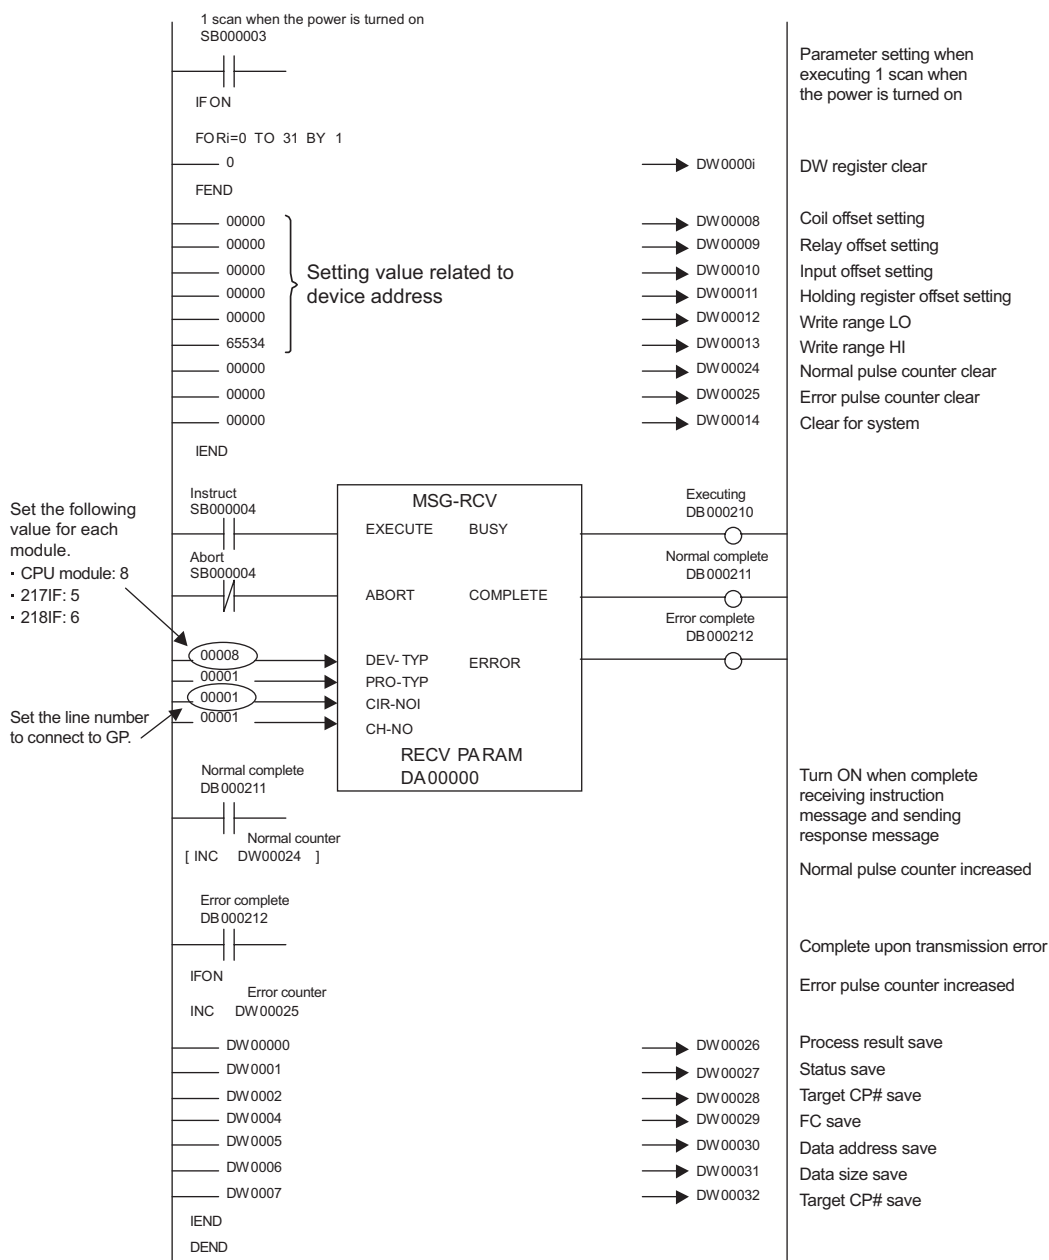 1 scan when the power is turned on
SB000003
Parameter setting when
executing 1 scan when
the power is turned on
IFON
FORi=0 TO 31 BY 1
0 DW0000i DW register clear
FEND
00000 DW00008 Coil offset setting
00000 DW00009 Relay offset setting
00000 DW00010 Input offset setting
Setting value related to
device address
00000 DW00011 Holding register offset setting
00000 DW00012 Write range LO
65534 DW00013 Write range HI
00000 DW00024 Normal pulse counter clear
00000 DW00025 Error pulse counter clear
00000 DW00014 Clear for system
IEND
Set the following
value for each
module.
· CPU module: 8
· 217IF: 5
· 218IF: 6
Instruct
SB000004
MSG-RCV
EXECUTE BUSY
Executing
DB000210
Abort
SB000004
ABORT COMPLETE
Normal complete
DB000211
Error complete
DB000212
00008 DEV-TYP ERROR
00001 PRO-TYP
00001 CIR-NOI
00001 CH-NO
Set the line number
to connect to GP.
RECV PARAM
DA00000
Normal complete
DB000211
Turn ON when complete
receiving instruction
message and sending
response message
Normal counter
[ INC DW00024 ]
Normal pulse counter increased
Error complete
DB000212
Complete upon transmission error
IFON
Error counter
INC DW00025
Error pulse counter increased
DW00000 DW00026 Process result save
DW0001 DW00027 Status save
DW0002 DW00028 Target CP# save
DW0004 DW00029 FC save
DW0005 DW00030 Data address save
DW0006 DW00031 Data size save
DW0007 DW00032 Target CP# save
IEND
DEND